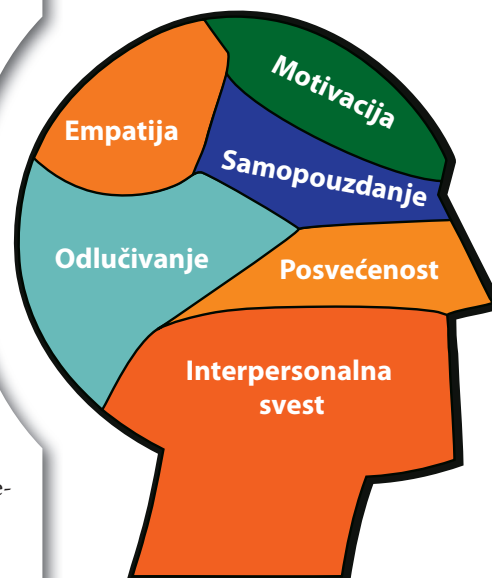 Motivacija
Empatija
Samopouzdanje
Odlučivanje
Posvećenost
Interpersonalna
svest
e-